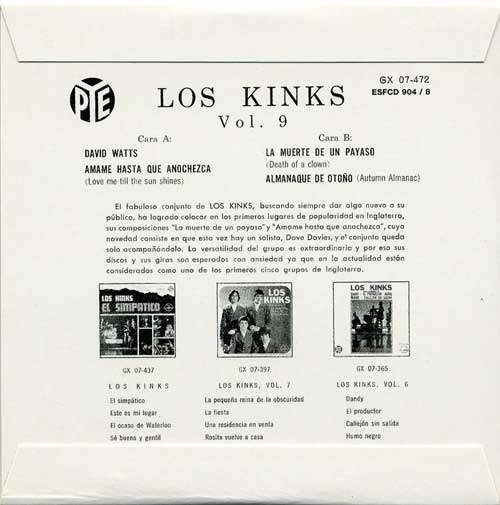 PYE
GX 07-472
ESFCD 904 / 8
LOS KINKS
Vol. 9
Cara A:
DAVID WATTS
AMAME HASTA QUE ANOCHEZCA
(Love me till the sun shines)
Cara B:
LA MUERTE DE UN PAYASO
(Death of a clown)
ALMANAQUE DE OTOÑO (Autumn Almanac)
El fabuloso conjunto de LOS KINKS, buscando siempre dar algo nuevo a su
público, ha logrado colocar en los primeros lugares de popularidad en Inglaterra,
sus composiciones "La muerte de un payaso" y "Amame hasta que anochezca", cuya
novedad consiste en que esta vez hay un solista, Dave Davies, y el conjunto queda
solo acompañándolo. La versatilidad del grupo es extraordinaria y por eso sus
discos y sus giras son esperados con ansiedad ya que en la actualidad están
considerados como uno de los primeros cinco grupos de Inglaterra.
LOS KINKS
EL SIMPATICO
LOS
KINKS
LOS KINKS
GX 07-437
LOS KINKS
El simpático
Este es mi lugar
El ocaso de Waterloo
Sé bueno y gentil
GX 07-397
LOS KINKS, VOL. 7
La pequeña reina de la obscuridad
La fiesta
Una residencia en venta
Rosita vuelve a casa
GX 07-365
LOS KINKS, VOL. 6
Dandy
El productor
Callejón sin salida
Humo negro